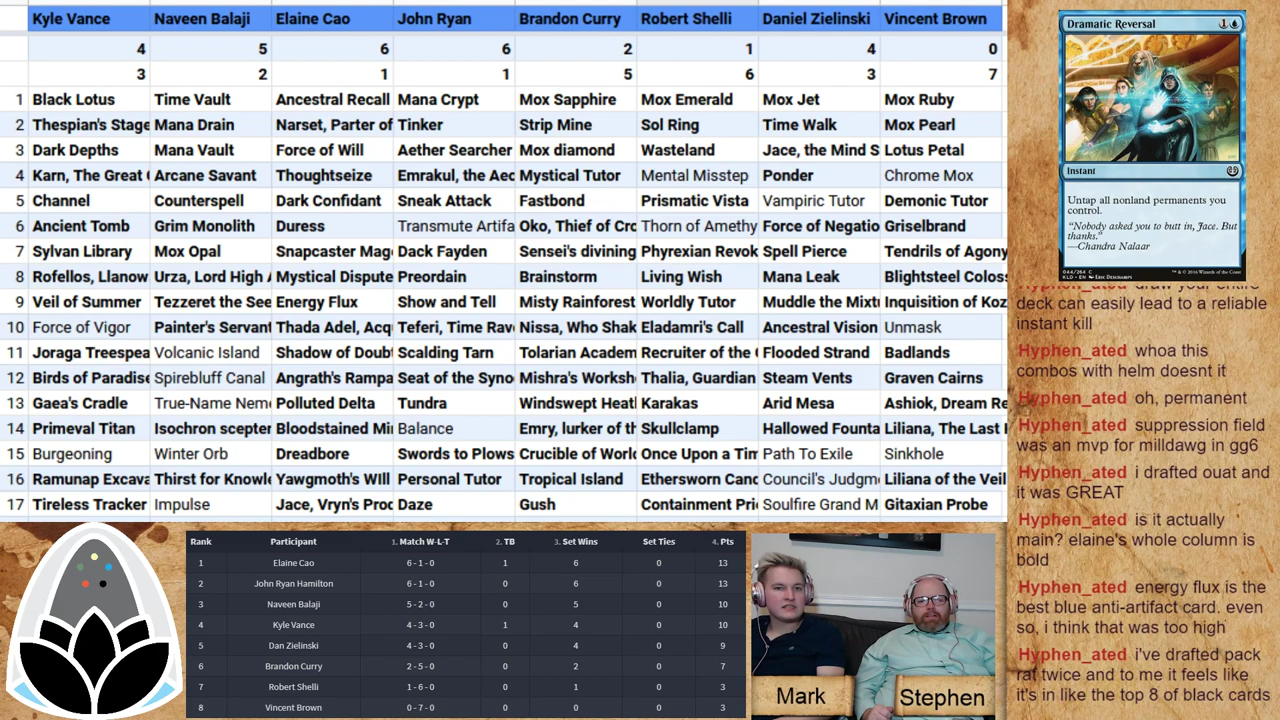 Kyle Vance Naveen Balaji Elaine Cao John Ryan Brandon Curry Robert Shelli Daniel Zielinski Vincent Brown
4 5 6 6 2 1 4 0
3 2 1 1 5 6 3 7
1 Black Lotus Time Vault Ancestral Recall Mana Crypt Mox Sapphire Mox Emerald Mox Jet Mox Ruby
2 Thespian's Stage Mana Drain Narset, Parter of Tinker Strip Mine Sol Ring Time Walk Mox Pearl
3 Dark Depths Mana Vault Force of Will Aether Searcher Mox diamond Wasteland Jace, the Mind S Lotus Petal
4 Karn, The Great Arcane Savant Thoughtseize Emrakul, the Aeo Mystical Tutor Mental Misstep Ponder Chrome Mox
5 Channel Counterspell Dark Confidant Sneak Attack Fastbond Prismatic Vista Vampiric Tutor Demonic Tutor
6 Ancient Tomb Grim Monolith Duress Transmute Artifa Oko, Thief of Cro Thorn of Amethy Force of Negatio Griselbrand
7 Sylvan Library Mox Opal Snapcaster Mag Dack Fayden Sensei's divining Phyrexian Revok Spell Pierce Tendrils of Agony
8 Rofellos, Llanow Urza, Lord High A Mystical Dispute Preordain Brainstorm Living Wish Mana Leak Blightsteel Colos
9 Veil of Summer Tezzeret the See Energy Flux Show and Tell Misty Rainforest Worldly Tutor Muddle the Mixtu Inquisition of Koz
10 Force of Vigor Painter's Servant Thada Adel, Acq Teferi, Time Rav Nissa, Who Shak Eladamri's Call Ancestral Vision Unmask
11 Joraga Treespea Volcanic Island Shadow of Doub Scalding Tarn Tolarian Academ Recruiter of the Flooded Strand Badlands
12 Birds of Paradise Spirebluff Canal Angrath's Rampa Seat of the Syno Mishra's Worksh Thalia, Guardian Steam Vents Graven Cairns
13 Gaea's Cradle True-Name Nem Polluted Delta Tundra Windswept Heat Karakas Arid Mesa Ashiok, Dream Re
14 Primeval Titan Isochron scepter Bloodstained Mi Balance Emry, lurker of th Skullclamp Hallowed Founta Liliana, The Last
15 Burgeoning Winter Orb Dreadbore Swords to Plows Crucible of World Once Upon a Tim Path To Exile Sinkhole
16 Ramunap Excava Thirst for Knowle Yawgmoth's WIll Personal Tutor Tropical Island Ethersworn Cano Council's Judgm Liliana of the Veil
17 Tireless Tracker Impulse Jace, Vryn's Prod Daze Gush Containment Pri Soulfire Grand M Gitaxian Probe
Dramatic Reversal 1
Instant
Untap all nonland permanents you
control.
"Nobody asked you to butt in, Jace. But
thanks."
—Chandra Nalaar
044/264 C
KLD • EN Eric Deschamps ™ & © 2016 Wizards of the Coast
Hyphen_ated draw your entire
deck can easily lead to a reliable
instant kill
Hyphen_ated whoa this
combos with helm doesnt it
Hyphen_ated oh, permanent
Hyphen_ated suppression field
was an mvp for milldawg in gg6
Hyphen_ated i drafted ouat and
it was GREAT
Hyphen_ated is it actually
main? elaine's whole column is
bold
Hyphen_ated energy flux is the
best blue anti-artifact card. even
so, i think that was too high
Hyphen_ated i've drafted pack
rat twice and to me it feels like
it's in like the top 8 of black cards
Rank Participant 1. Match W-L-T 2. TB 3. Set Wins Set Ties 4. Pts
1 Elaine Cao 6 - 1 - 0 1 6 0 13
2 John Ryan Hamilton 6 - 1 - 0 0 6 0 13
3 Naveen Balaji 5 - 2 - 0 0 5 0 10
4 Kyle Vance 4 - 3 - 0 1 4 0 10
5 Dan Zielinski 4 - 3 - 0 0 4 0 9
6 Brandon Curry 2 - 5 - 0 0 2 0 7
7 Robert Shelli 1 - 6 - 0 0 1 0 3
8 Vincent Brown 0 - 7 - 0 0 0 0 3
Mark
Stephen